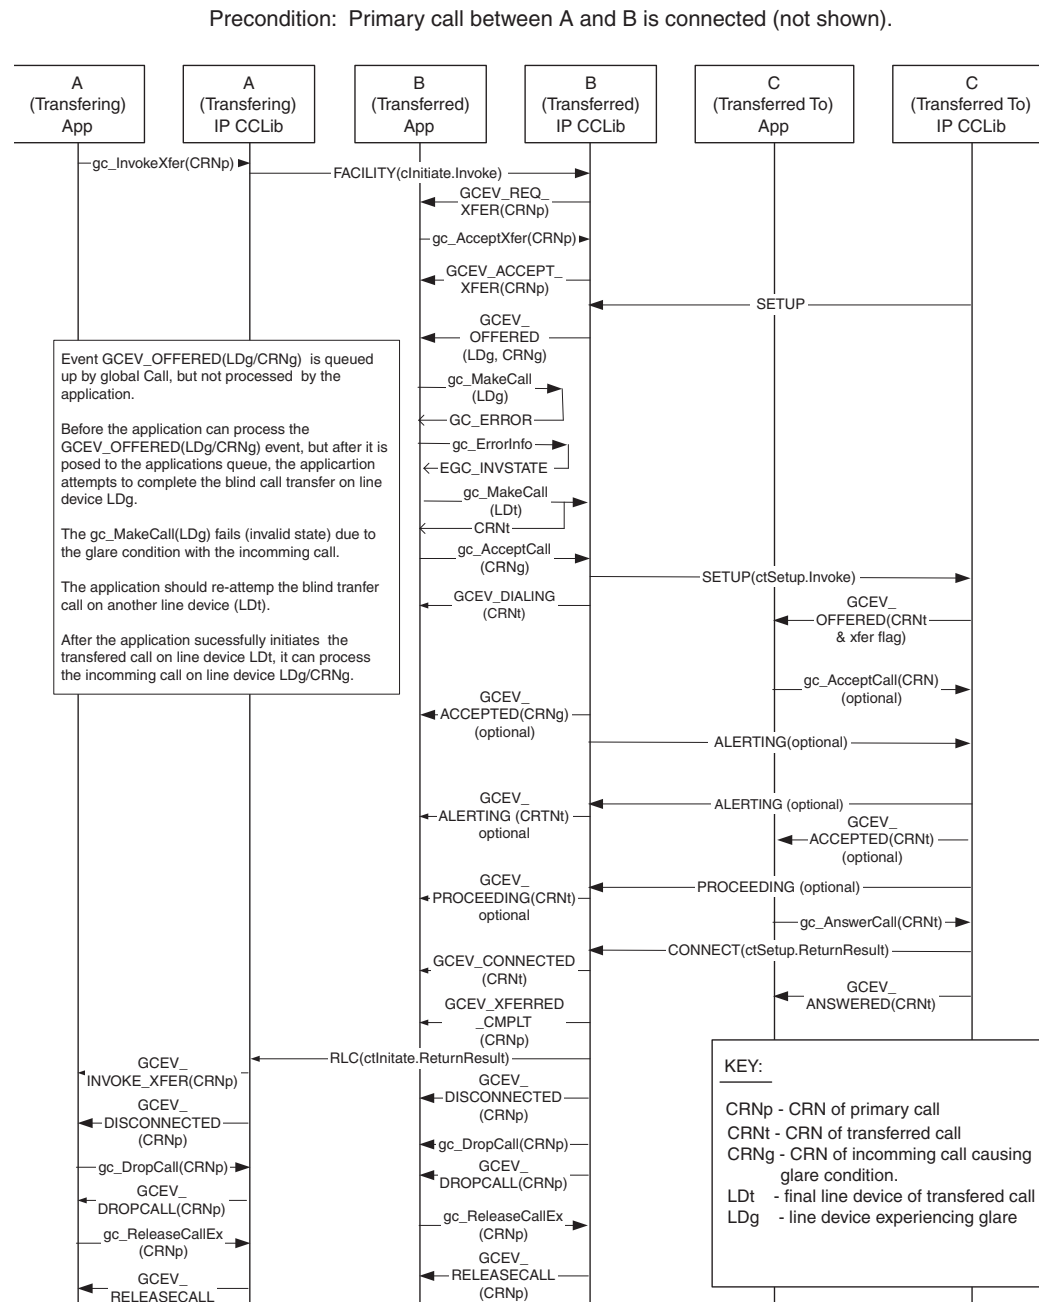 Precondition: Primary call between A and B is connected (not shown).
A
(Transfering)
App
A
(Transfering)
IP CCLib
B
(Transferred)
App
B
(Transferred)
IP CCLib
C
(Transferred To)
App
C
(Transferred To)
IP CCLib
gc_InvokeXfer(CRNp)
FACILITY(cInitiate.Invoke)
GCEV_REQ_
XFER(CRNp)
gc_AcceptXfer(CRNp)
GCEV_ACCEPT_
XFER(CRNp)
SETUP
GCEV_
OFFERED
(LDg, CRNg)
Event GCEV_OFFERED(LDg/CRNg) is queued
up by global Call, but not processed by the
application.
Before the application can process the
GCEV_OFFERED(LDg/CRNg) event, but after it is
posed to the applications queue, the applicartion
attempts to complete the blind call transfer on line
device LDg.
The gc_MakeCall(LDg) fails (invalid state) due to
the glare condition with the incomming call.
The application should re-attemp the blind tranfer
call on another line device (LDt).
After the application sucessfully initiates the
transfered call on line device LDt, it can process
the incomming call on line device LDg/CRNg.
gc_MakeCall
(LDg)
GC_ERROR
gc_ErrorInfo
EGC_INVSTATE
gc_MakeCall
(LDt)
CRNt
gc_AcceptCall
(CRNg)
SETUP(ctSetup.Invoke)
GCEV_DIALING
(CRNt)
GCEV_
OFFERED(CRNt
& xfer flag)
gc_AcceptCall(CRN)
(optional)
GCEV_
ACCEPTED(CRNg)
(optional)
ALERTING(optional)
GCEV_
ALERTING (CRTNt)
optional
ALERTING (optional)
GCEV_
ACCEPTED(CRNt)
(optional)
GCEV_
PROCEEDING(CRNt)
optional
PROCEEDING (optional)
gc_AnswerCall(CRNt)
CONNECT(ctSetup.ReturnResult)
GCEV_CONNECTED
(CRNt)
GCEV_
ANSWERED(CRNt)
GCEV_XFERRED
_CMPLT
(CRNp)
RLC(ctInitate.ReturnResult)
GCEV_
INVOKE_XFER(CRNp)
GCEV_
DISCONNECTED
(CRNp)
GCEV_
DISCONNECTED
(CRNp)
gc_DropCall(CRNp)
gc_DropCall(CRNp)
GCEV_
DROPCALL(CRNp)
GCEV_
DROPCALL(CRNp)
gc_ReleaseCallEx
(CRNp)
gc_ReleaseCallEx
(CRNp)
GCEV_
RELEASECALL
GCEV_
RELEASECALL
(CRNp)
KEY:
CRNp - CRN of primary call
CRNt - CRN of transferred call
CRNg - CRN of incomming call causing
glare condition.
LDt - final line device of transfered call
LDg - line device experiencing glare